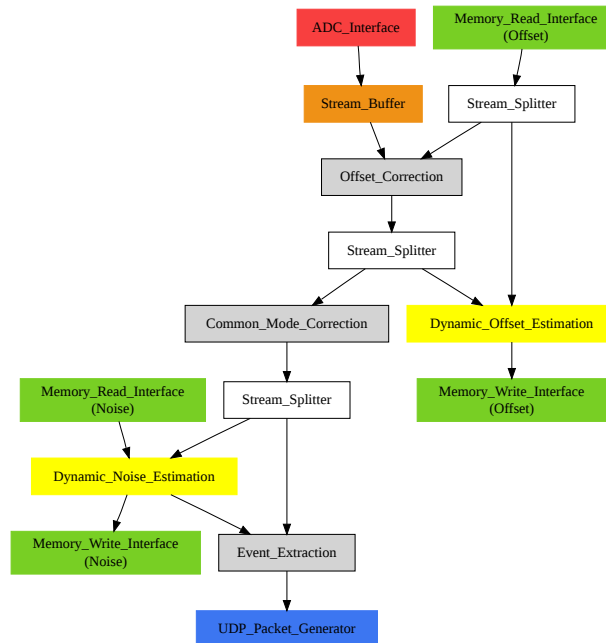 ADC_Interface
Memory_Read_Interface
(Offset)
Stream_Buffer
Stream_Splitter
Offset_Correction
Stream_Splitter
Common_Mode_Correction
Dynamic_Offset_Estimation
Memory_Read_Interface
(Noise)
Stream_Splitter
Memory_Write_Interface
(Offset)
Dynamic_Noise_Estimation
Memory_Write_Interface
(Noise)
Event_Extraction
UDP_Packet_Generator